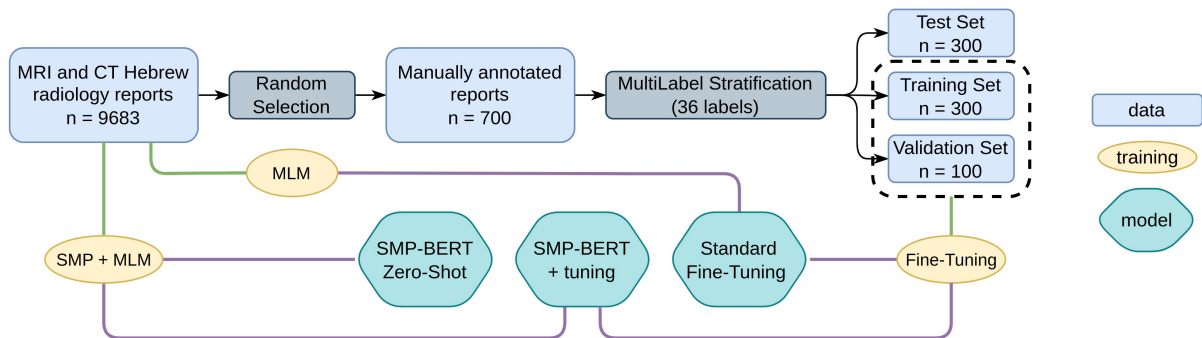 MRI and CT Hebrew
radiology reports
n = 9683
Random
Selection
Manually annotated
reports
n = 700
MultiLabel Stratification
(36 labels)
Test Set
n = 300
Training Set
n = 300
Validation Set
n = 100
data
training
model
MLM
SMP + MLM
SMP-BERT
Zero-Shot
SMP-BERT
+ tuning
Standard
Fine-Tuning
Fine-Tuning